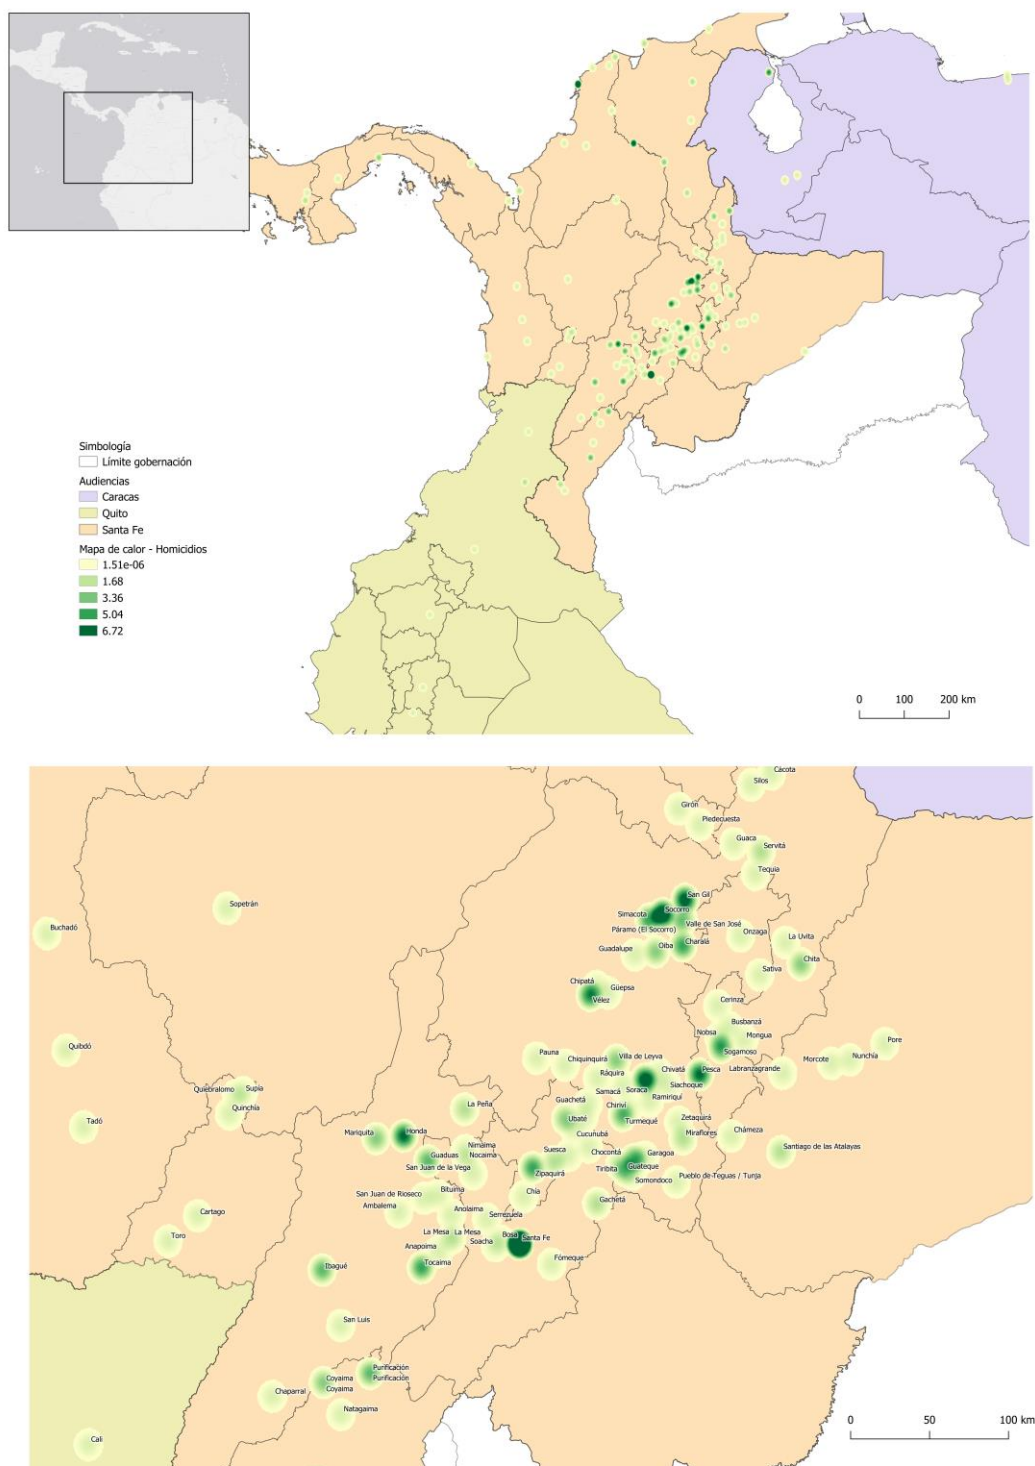 Simbología
Límite gobernación
Audiencias
Caracas
Quito
Santa Fe
Mapa de calor - Homicidios
1.51e-06
1.68
3.36
5.04
6.72
0 100 200 km
Cácota
Silos
Girón
Piedecuesta
Guaca
Servitá
Tequia
San Gil
Sopetrán
Simacota
Socorro
Buchadó
Páramo (El Socorro)
Valle de San José
Onzaga
La Uvita
Guadalupe
Oiba
Charalá
Chita
Sativa
Chipatá
Güepsa
Vélez
Cerinza
Busbanzá
Nobsa
Mongua
Pore
Quibdó
Pauna
Chiquinquirá
Villa de Leyva
Sogamoso
Morcote
Nunchía
Ráquira
Chivatá
Pesca
Labranzagrande
Quiebralomo
Supía
Samacá
Soraca
Siachoque
Quinchía
La Peña
Guachetá
Chiriví
Ramiriquí
Tadó
Ubaté
Turmequé
Zetaquirá
Mariquita
Honda
Cucunubá
Miraflores
Chámeza
Nimaima
Guaduas
Nocaima
Suesca
Chocontá
Garagoa
Santiago de las Atalayas
San Juan de la Vega
Zipaquirá
Tiribita
Guateque
Somondoco
Pueblo de Teguas / Tunja
Bituima
San Juan de Rioseco
Chía
Gachetá
Ambalema
Anolaima
Serrezuela
Cartago
La Mesa
La Mesa
Bosa
Santa Fe
Toro
Soacha
Anapoima
Fómeque
Ibagué
Tocaima
San Luis
Purificación
Coyaima
Purificación
Coyaima
Chaparral
Natagaima
Cali
0 50 100 km